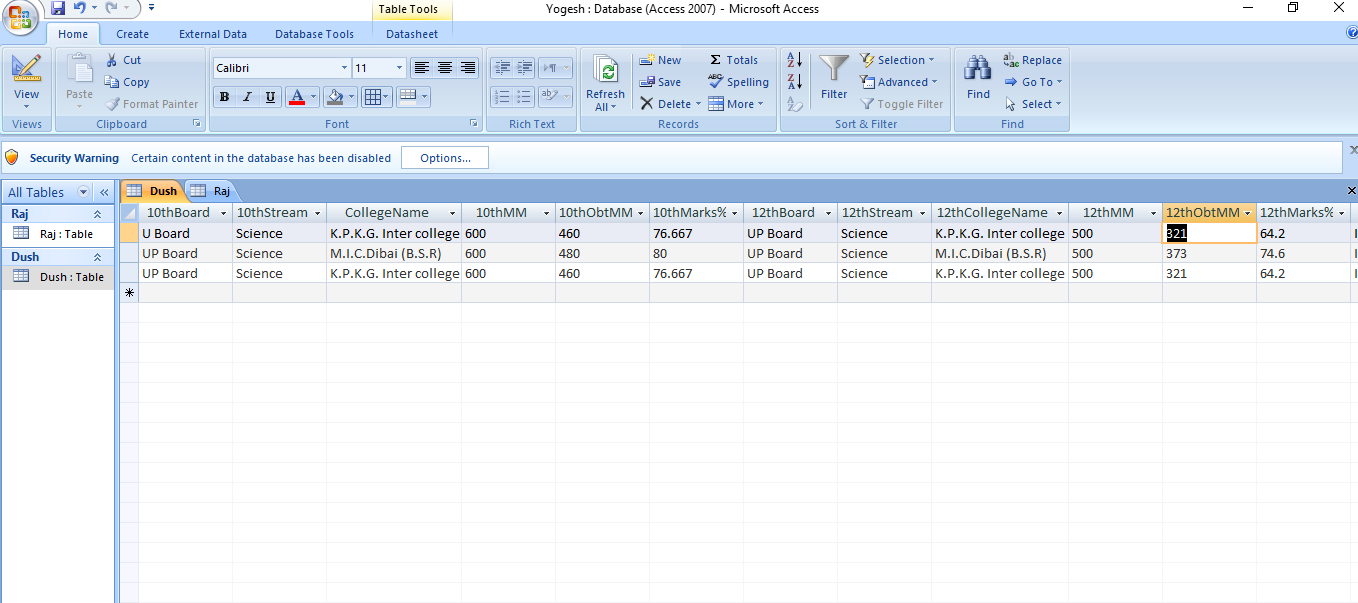 Table Tools Yogesh : Database (Access 2007) - Microsoft Access
Home Create External Data Database Tools Datasheet
View Paste Cut Copy Format Painter
Calibri 11
B I U A
Refresh All New Save Delete Totals Spelling More
Filter Selection Advanced Toggle Filter
Find Replace Go To Select
Views Clipboard Font Rich Text Records Sort & Filter Find
Security Warning Certain content in the database has been disabled Options...
All Tables «
Raj
Raj : Table
Dush
Dush : Table
Dush Raj
10thBoard 10thStream CollegeName 10thMM 10thObtMM 10thMarks% 12thBoard 12thStream 12thCollegeName 12thMM 12thObtMM 12thMarks%
U Board Science K.P.K.G. Inter college 600 460 76.667 UP Board Science K.P.K.G. Inter college 500 321 64.2
UP Board Science M.I.C.Dibai (B.S.R) 600 480 80 UP Board Science M.I.C.Dibai (B.S.R) 500 373 74.6
UP Board Science K.P.K.G. Inter college 600 460 76.667 UP Board Science K.P.K.G. Inter college 500 321 64.2